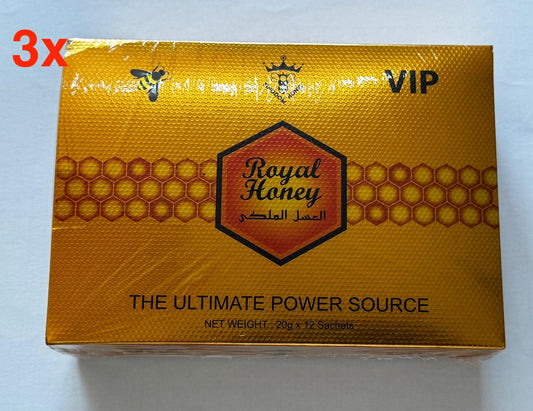 3x
VIP
Royal
Honey
العسل الملكي
THE ULTIMATE POWER SOURCE
NET WEIGHT : 20g x 12 Sachets